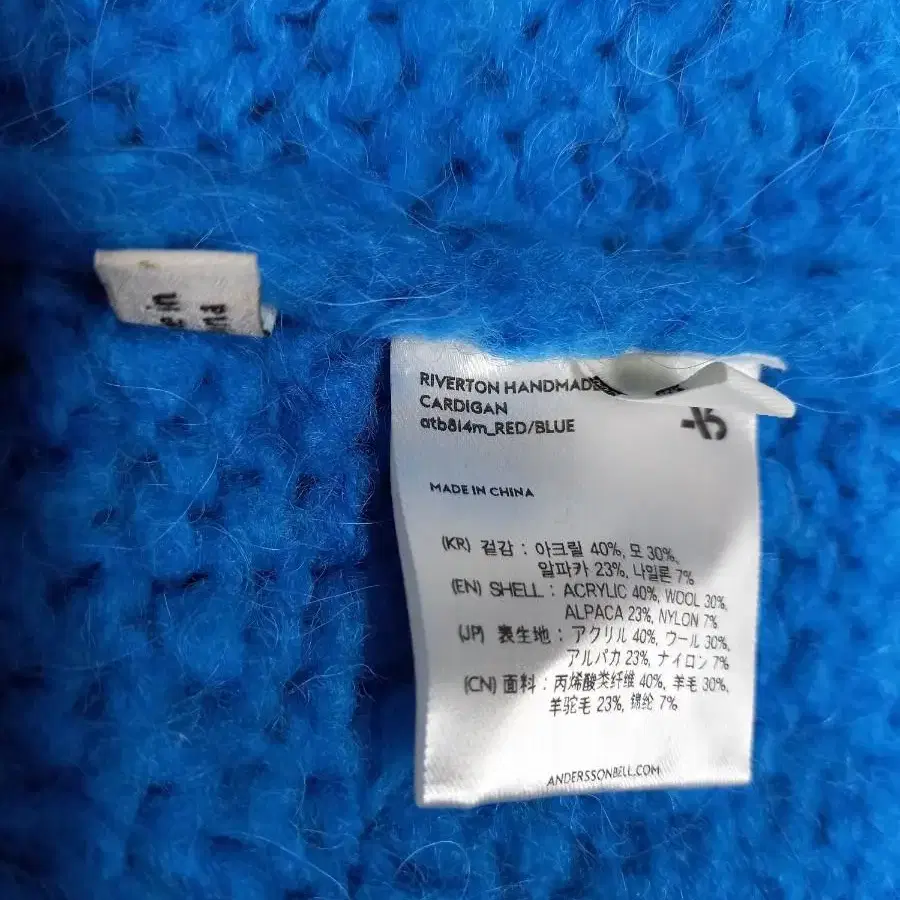 RIVERTON HANDMADE
CARDIGAN
atb814m_RED/BLUE
MADE IN CHINA
(KR) 겉감 : 아크릴 40%, 모 30%,
알파카 23%, 나일론 7%
(EN) SHELL : ACRYLIC 40%, WOOL 30%,
ALPACA 23%, NYLON 7%
(JP) 表生地 : アクリル 40%, ウール 30%,
アルパカ 23%, ナイロン 7%
(CN) 面料 : 丙烯酸类纤维 40%, 羊毛 30%,
羊驼毛 23%, 锦纶 7%
ANDERSSONBELL.COM